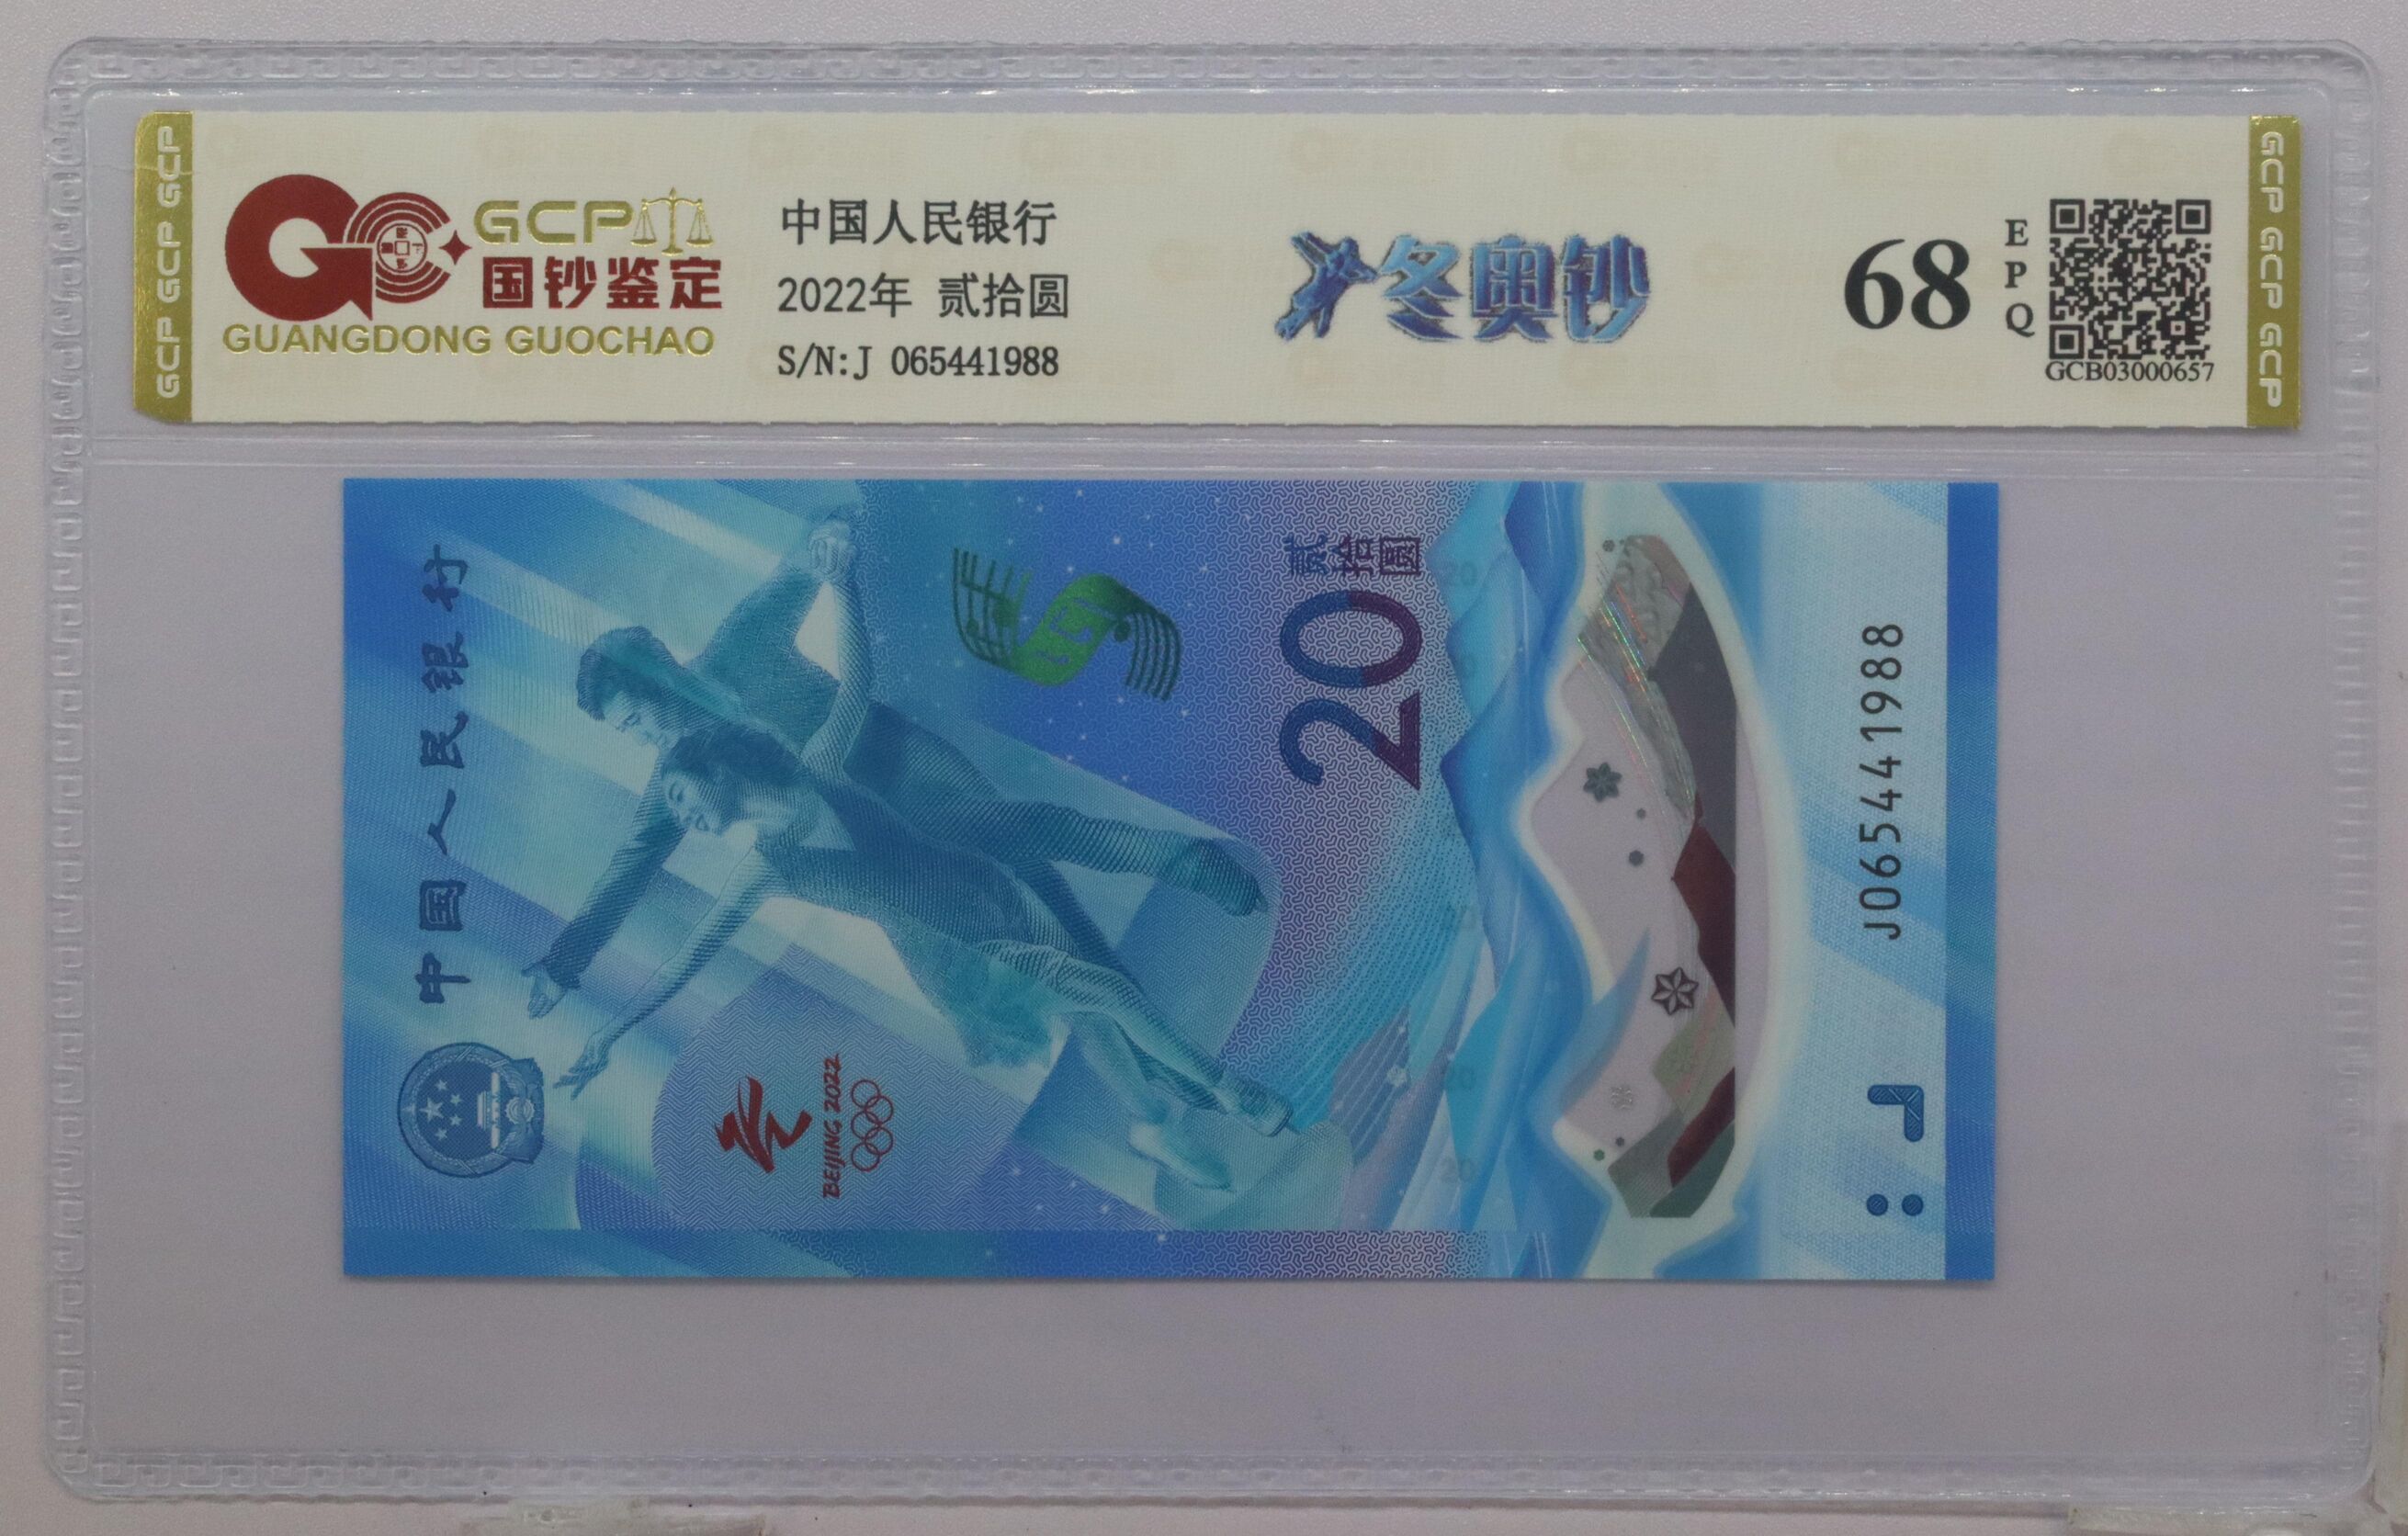 GCP GCP GCP
GCP
国钞鉴定
GUANGDONG GUOCHAO
中国人民银行
2022年 贰拾圆
S/N:J 065441988
冬奥钞
68
EPQ
GCB03000657
GCP GCP GCP
中国人民银行
BEIJING 2022
贰拾圆
20
J065441988